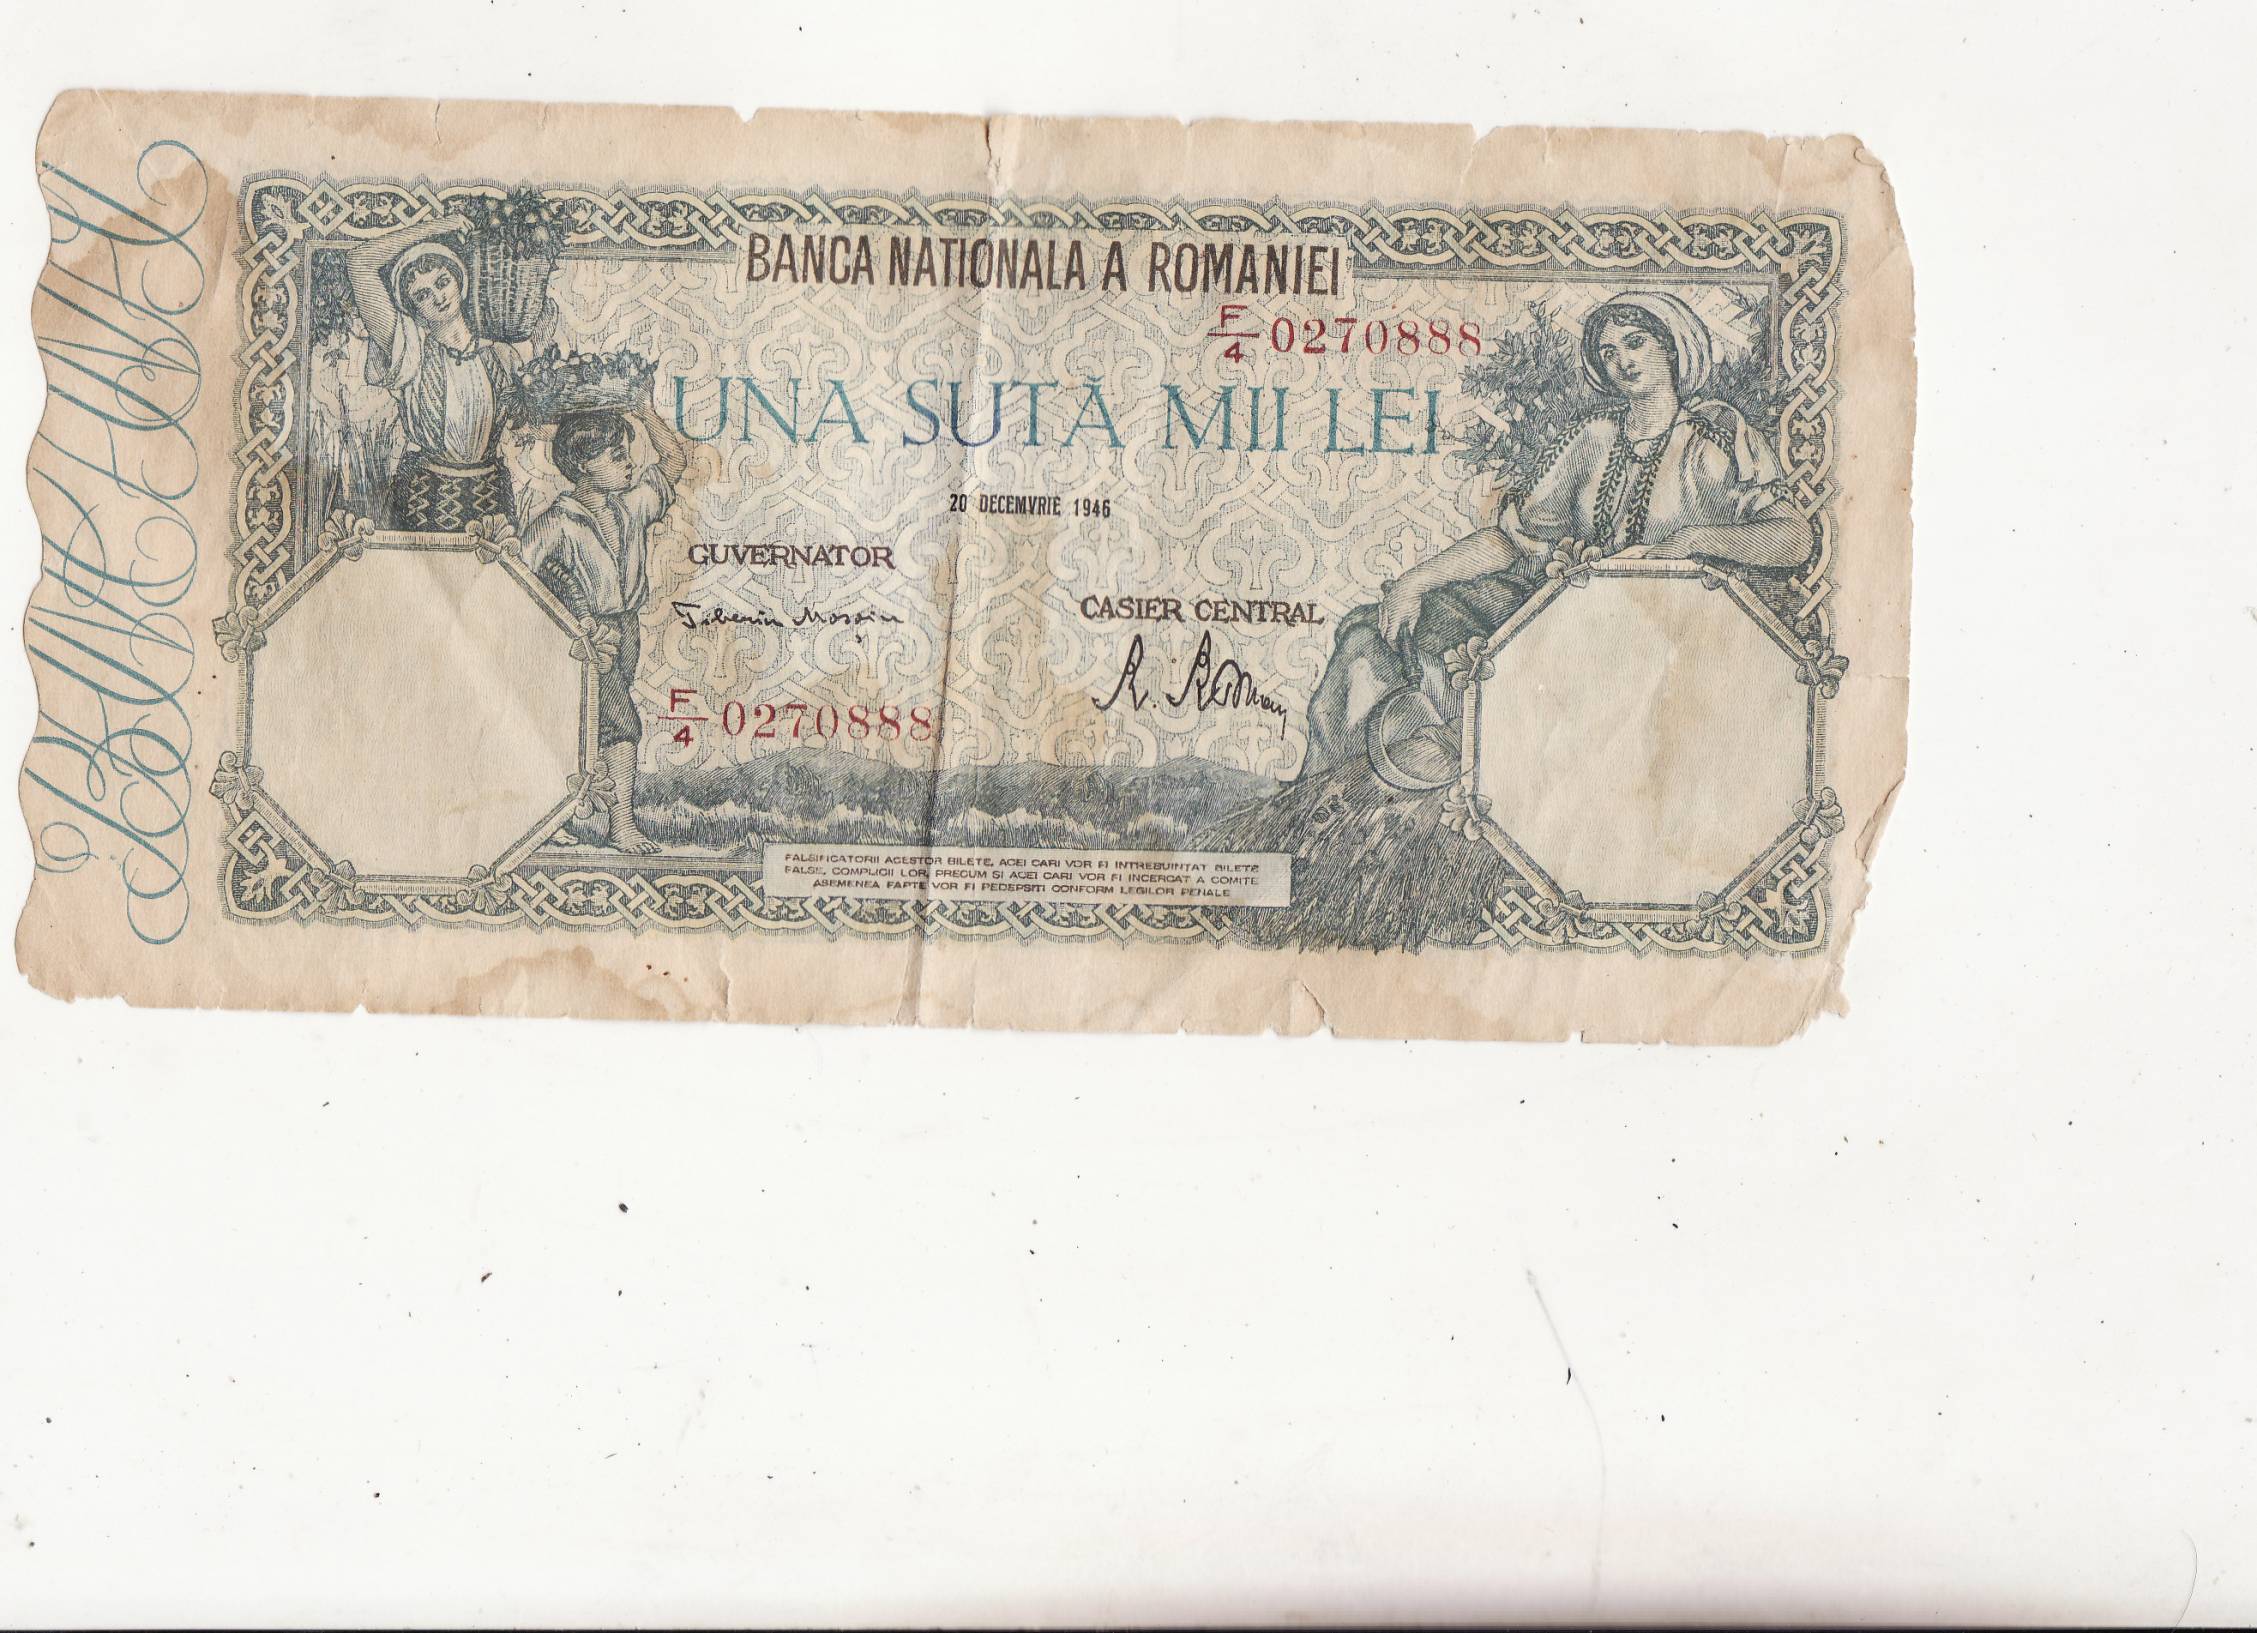 BANCA NATIONALA A ROMANIEI
F/4 0270888
UNA SUTĂ MII LEI
20 DECEMVRIE 1946
GUVERNATOR
CASIER CENTRAL
F/4 0270888
FALSIFICATORII ACESTOR BILETE, ACEI CARI VOR FI INTREBUINTAT BILETE
FALSE, COMPLICII LOR, PRECUM SI ACEI CARI VOR FI INCERCAT A COMITE
ASEMENEA FAPTE VOR FI PEDEPSITI CONFORM LEGILOR PENALE